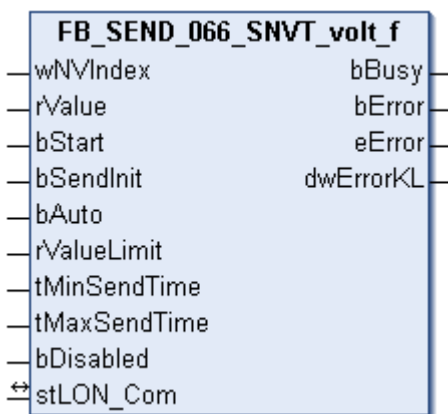 FB_SEND_066_SNVT_volt_f
wNVIndex bBusy
rValue bError
bStart eError
bSendInit dwErrorKL
bAuto
rValueLimit
tMinSendTime
tMaxSendTime
bDisabled
stLON_Com